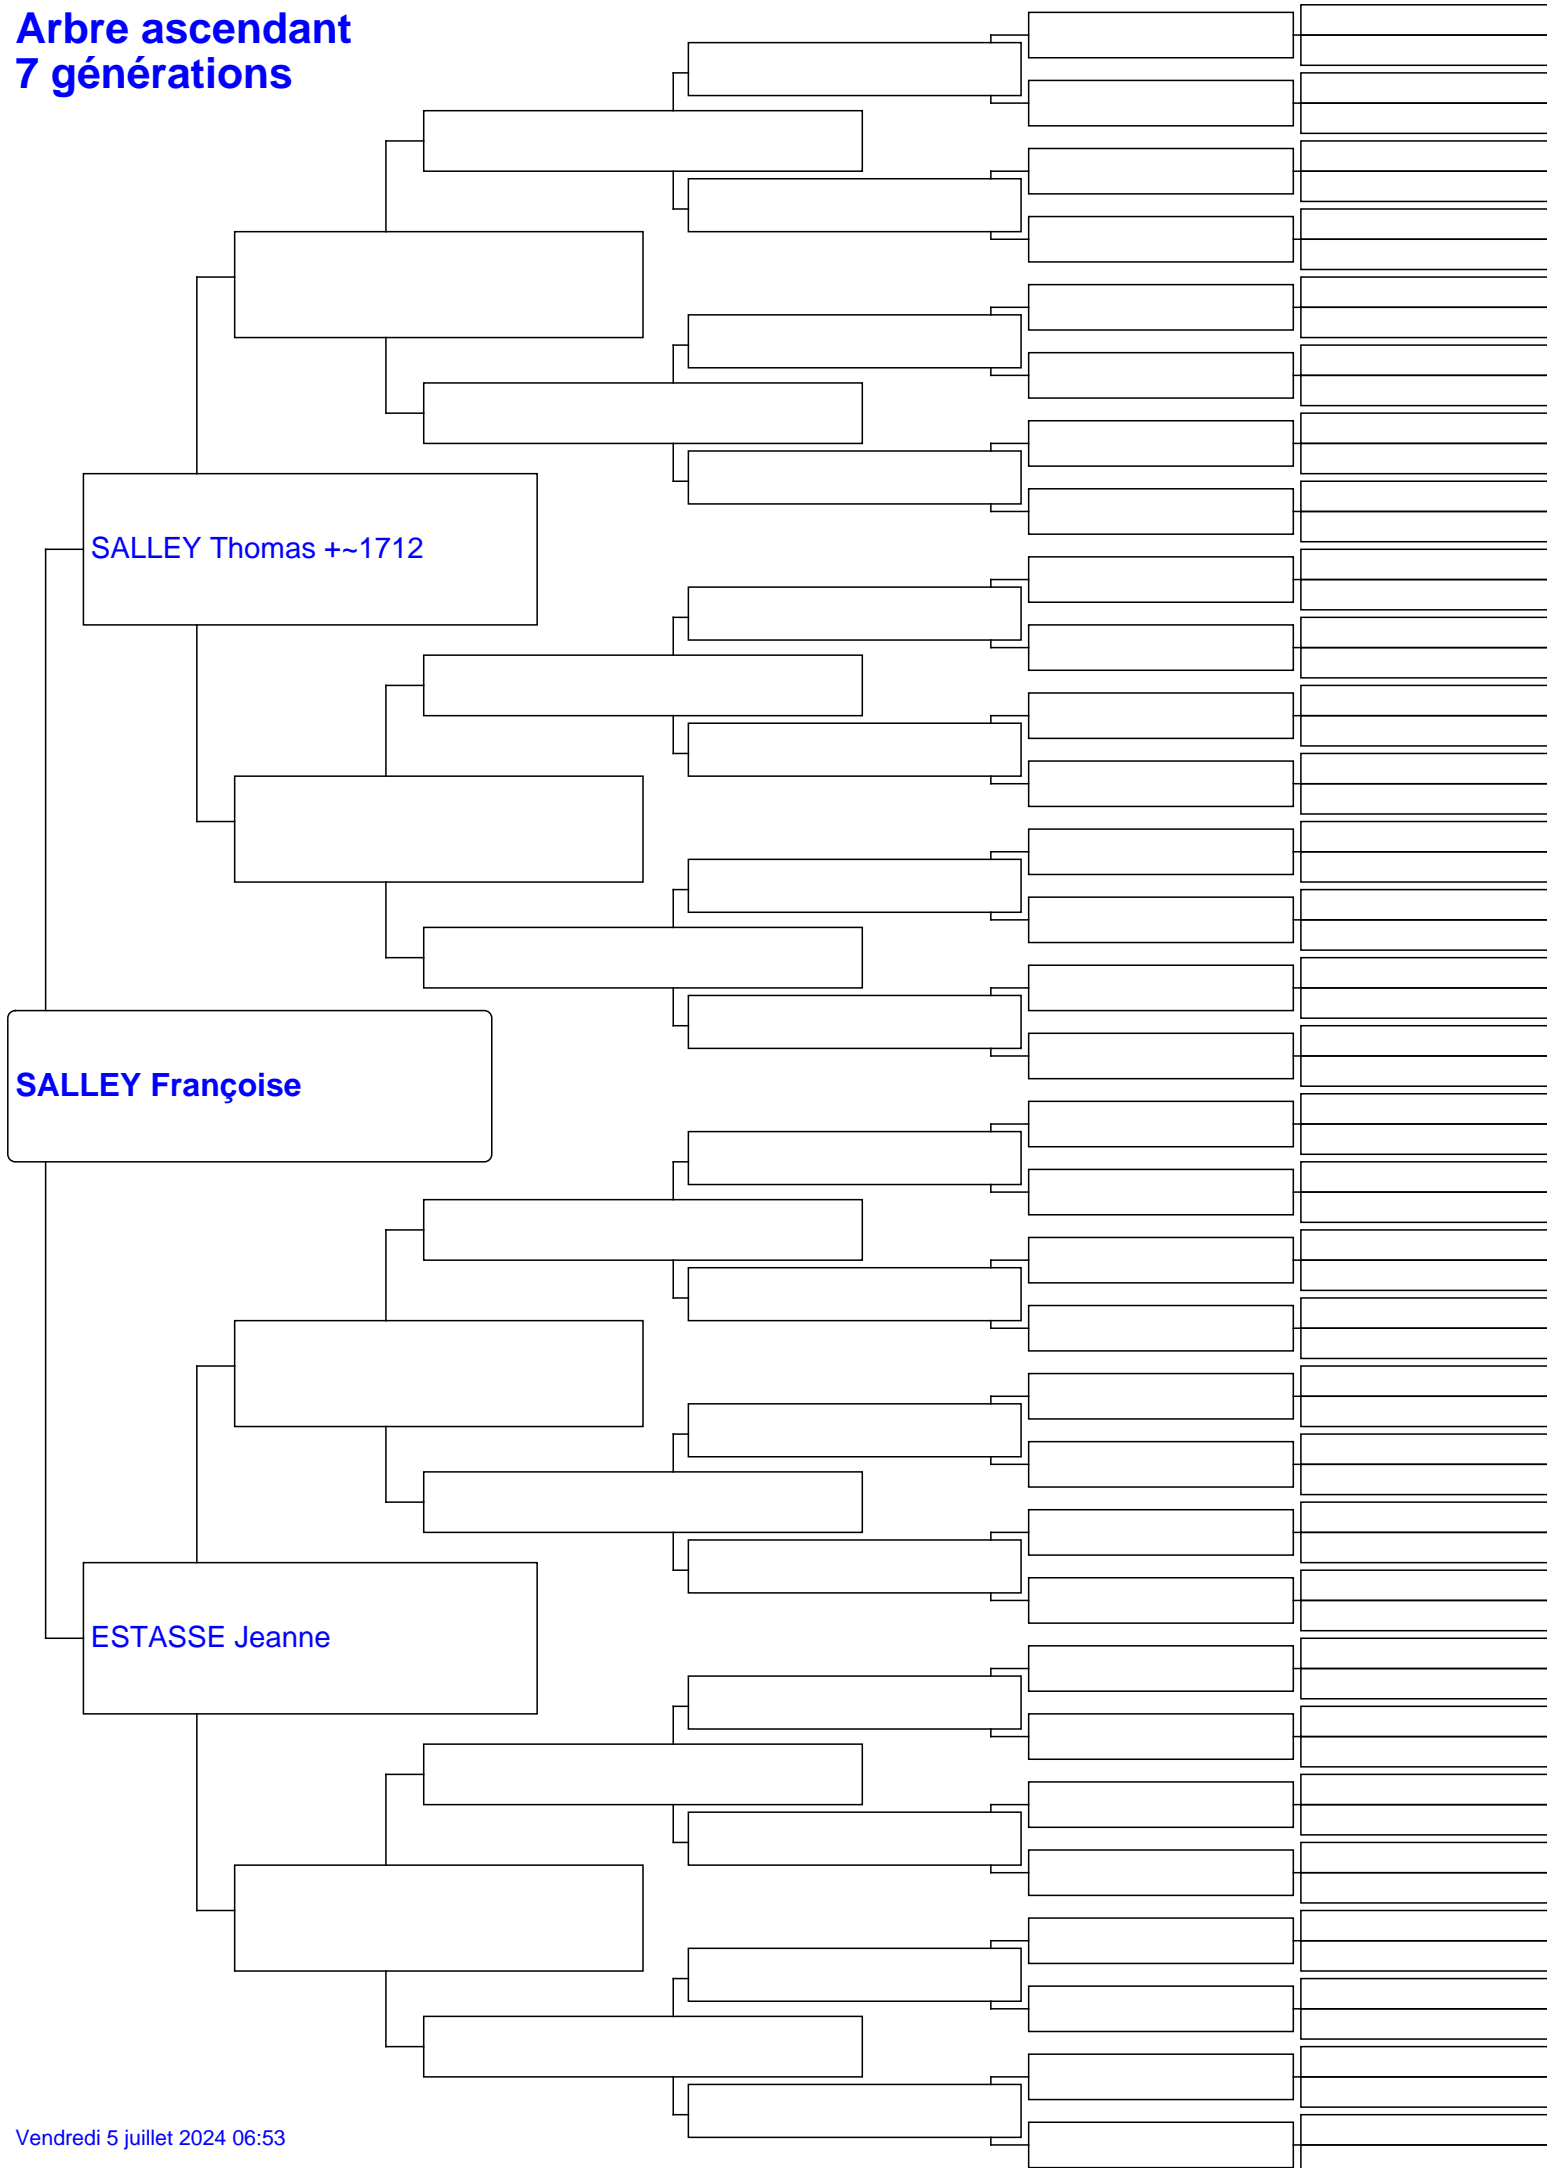 Arbre ascendant
7 générations
SALLEY Thomas +~1712
SALLEY Françoise
ESTASSE Jeanne
Vendredi 5 juillet 2024 06:53